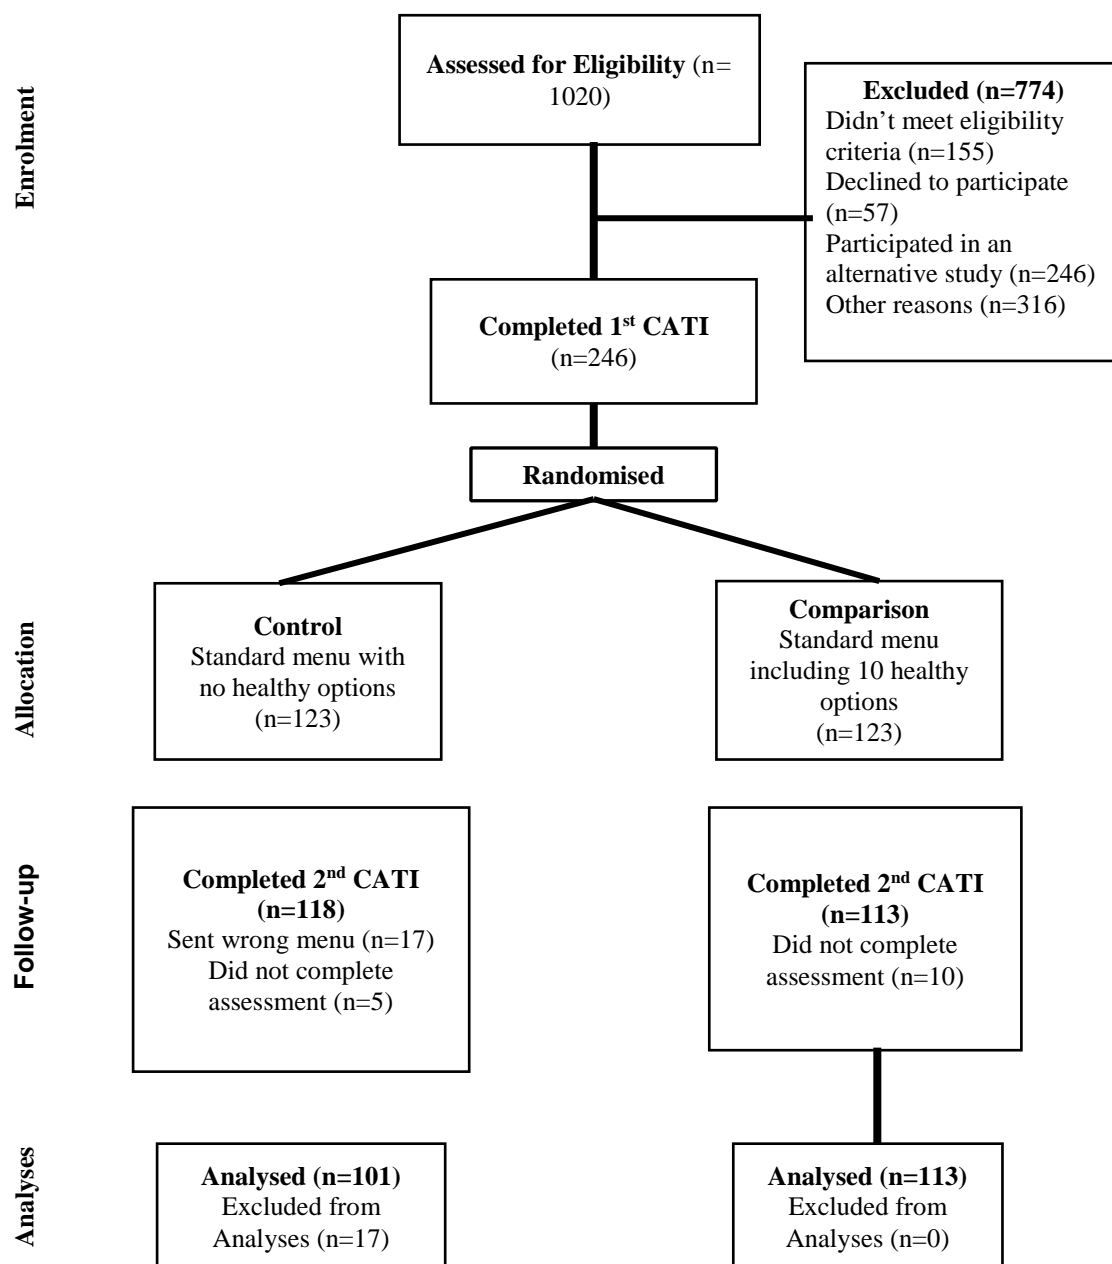 Enrolment
Assessed for Eligibility (n=
1020)
Excluded (n=774)
Didn’t meet eligibility
criteria (n=155)
Declined to participate
(n=57)
Participated in an
alternative study (n=246)
Other reasons (n=316)
Completed 1st CATI
(n=246)
Randomised
Allocation
Control
Standard menu with
no healthy options
(n=123)
Comparison
Standard menu
including 10 healthy
options
(n=123)
Follow-up
Completed 2nd CATI
(n=118)
Sent wrong menu (n=17)
Did not complete
assessment (n=5)
Completed 2nd CATI
(n=113)
Did not complete
assessment (n=10)
Analyses
Analysed (n=101)
Excluded from
Analyses (n=17)
Analysed (n=113)
Excluded from
Analyses (n=0)